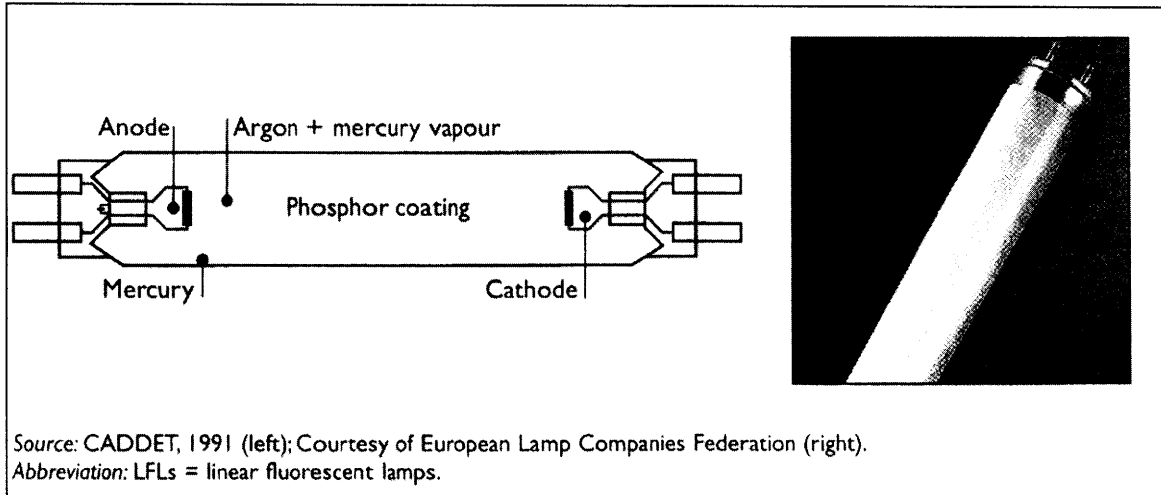 Anode
Argon + mercury vapour
Phosphor coating
Mercury
Cathode
Source: CADDET, 1991 (left); Courtesy of European Lamp Companies Federation (right).
Abbreviation: LFLs = linear fluorescent lamps.